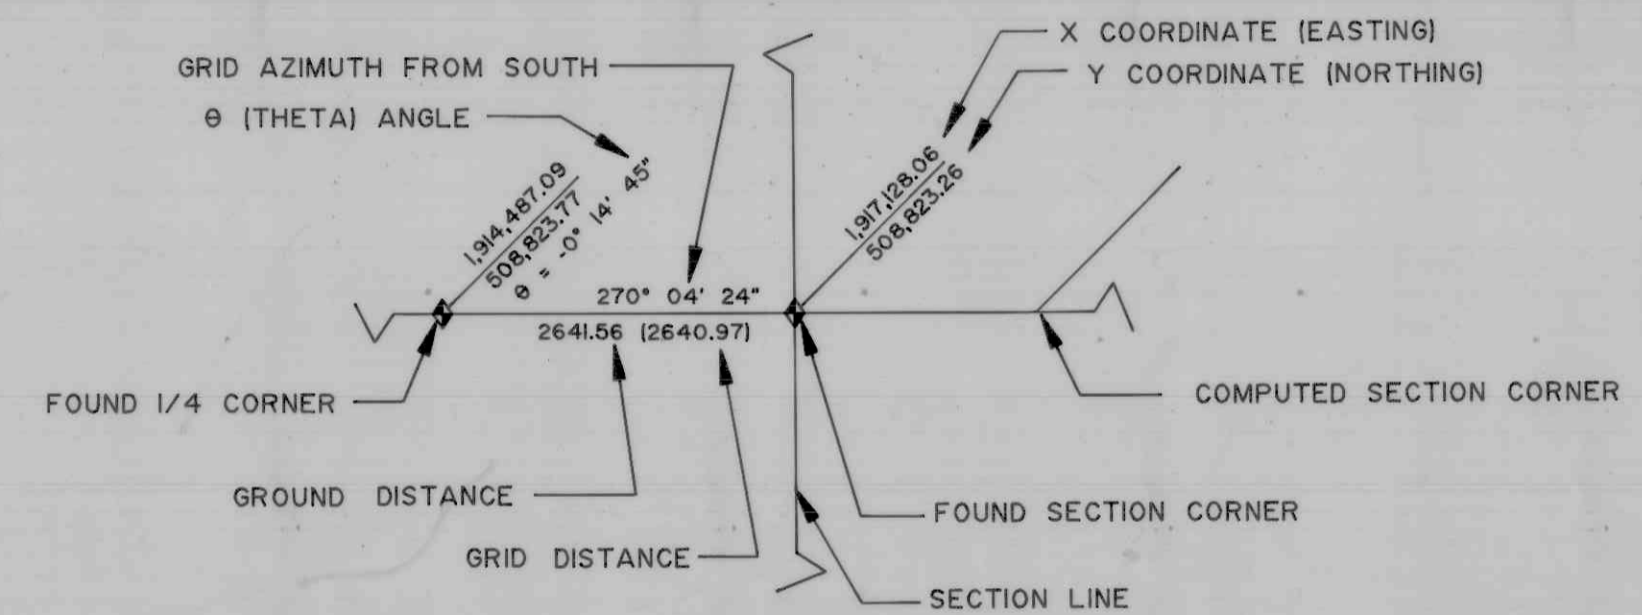 X COORDINATE (EASTING)
GRID AZIMUTH FROM SOUTH
Y COORDINATE (NORTHING)
θ (THETA) ANGLE
1,914,487.09
508,823.77
θ = -0° 14' 45"
1,917,128.06
508,823.26
270° 04' 24"
2641.56 (2640.97)
FOUND 1/4 CORNER
COMPUTED SECTION CORNER
GROUND DISTANCE
FOUND SECTION CORNER
GRID DISTANCE
SECTION LINE